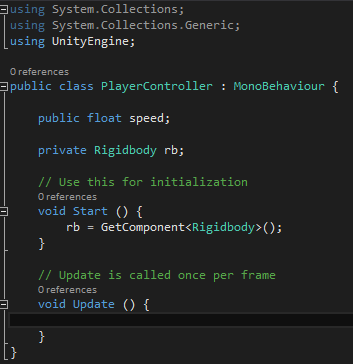 using System.Collections;
using System.Collections.Generic;
using UnityEngine;
0 references
public class PlayerController : MonoBehaviour {
public float speed;
private Rigidbody rb;
// Use this for initialization
0 references
void Start () {
rb = GetComponent<Rigidbody>();
}
// Update is called once per frame
0 references
void Update () {
}
}